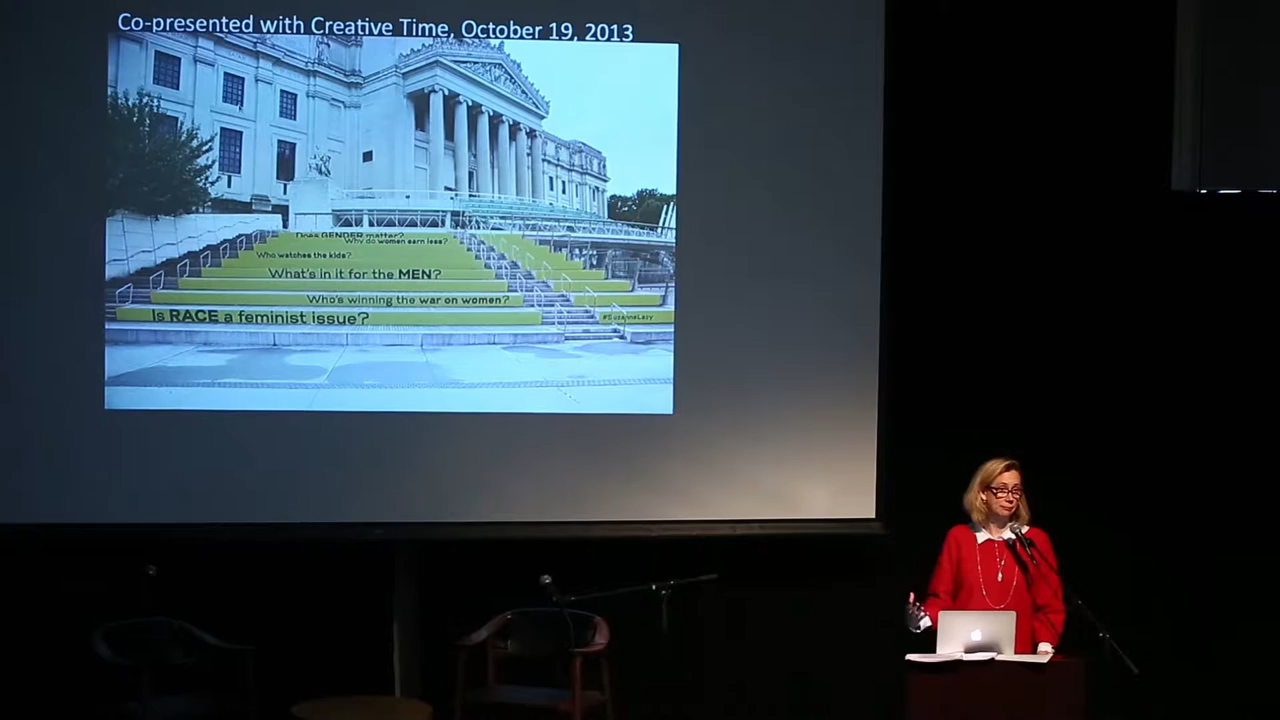 Co-presented with Creative Time, October 19, 2013
Does GENDER matter?
Why do women earn less?
Who watches the kids?
What's in it for the MEN?
Who's winning the war on women?
Is RACE a feminist issue?
#SuzanneLacy